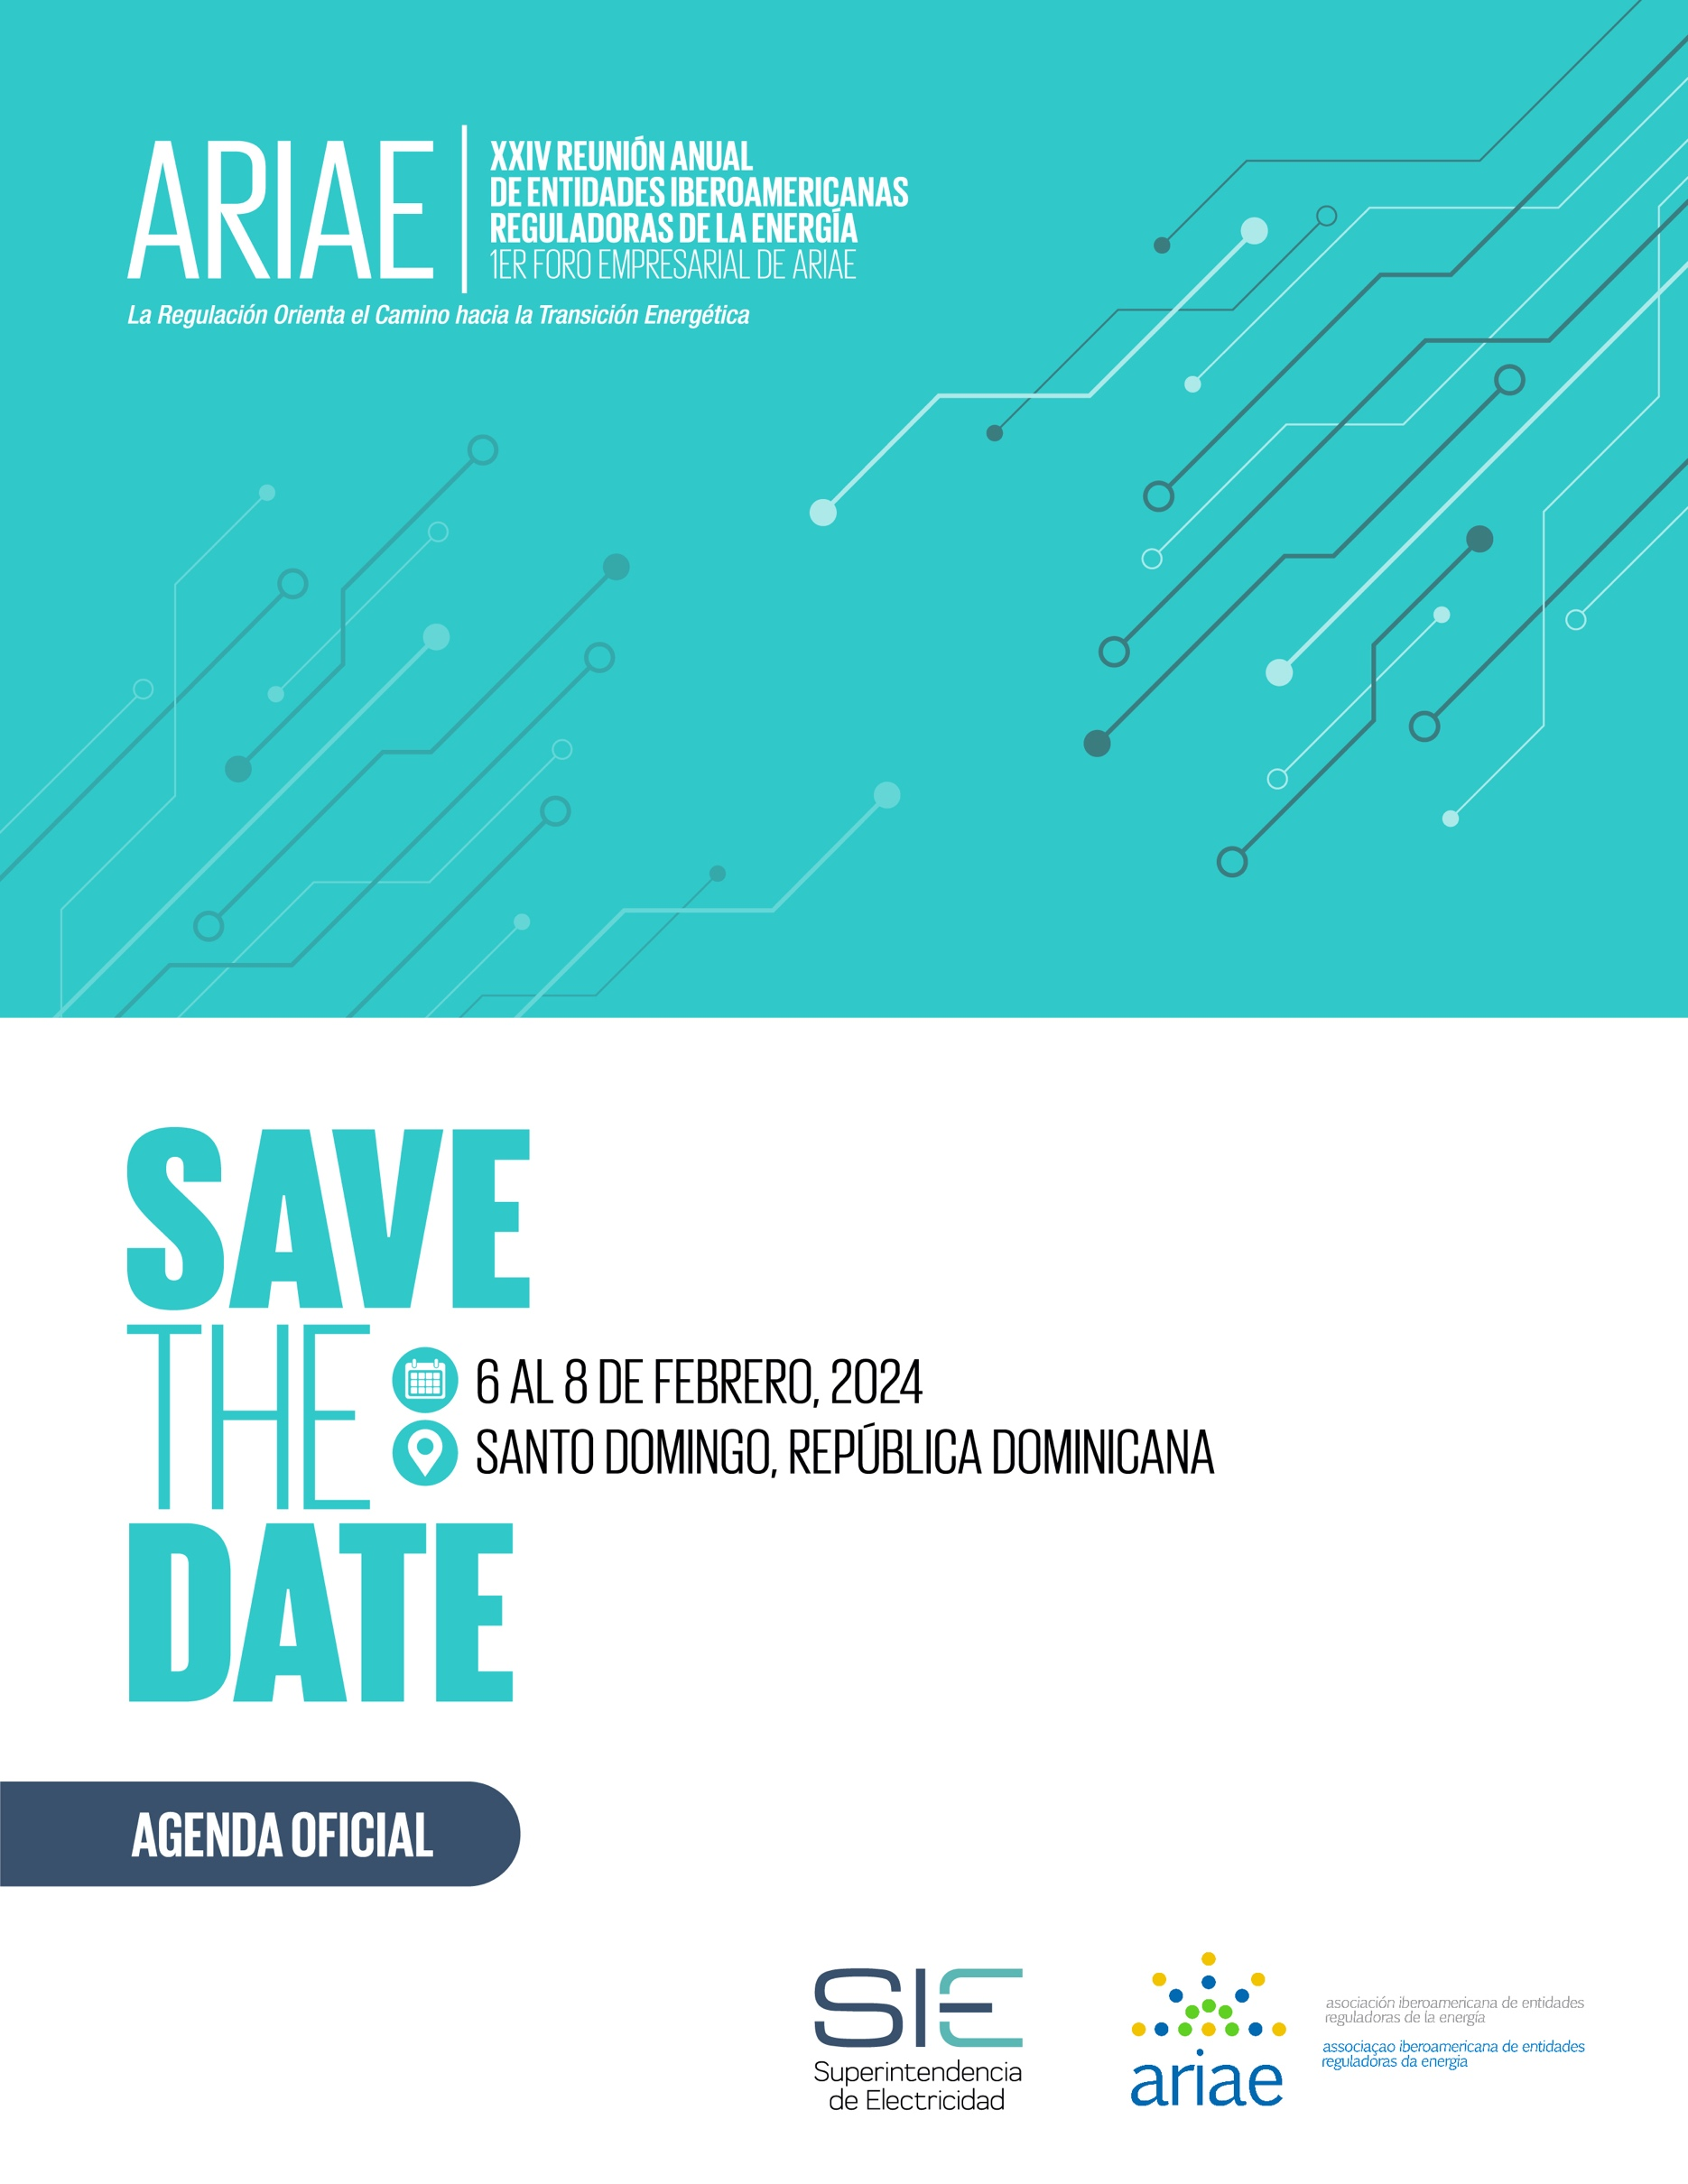 ARIAE
XXIV REUNIÓN ANUAL
DE ENTIDADES IBEROAMERICANAS
REGULADORAS DE LA ENERGÍA
1ER FORO EMPRESARIAL DE ARIAE
La Regulación Orienta el Camino hacia la Transición Energética
SAVE
THE
6 AL 8 DE FEBRERO, 2024
SANTO DOMINGO, REPÚBLICA DOMINICANA
DATE
AGENDA OFICIAL
SIE
Superintendencia
de Electricidad
ariae
asociación iberoamericana de entidades
reguladoras de la energía
associaçao iberoamericana de entidades
reguladoras da energia